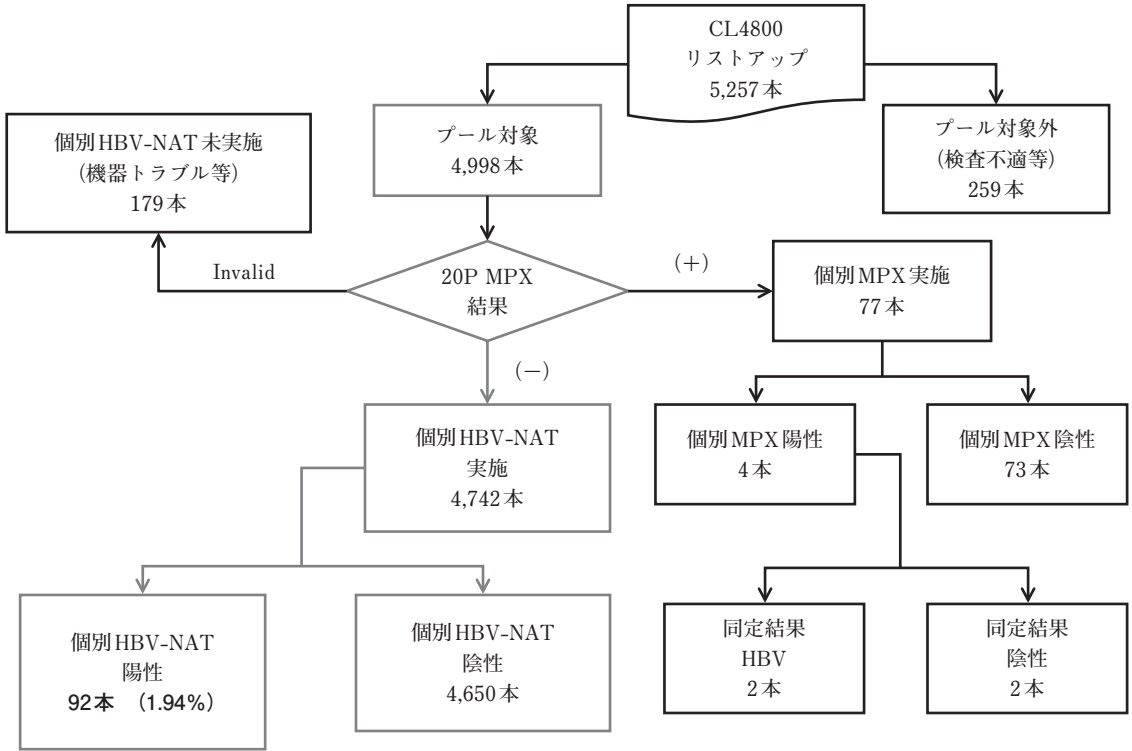 CL4800
リストアップ
5,257本
プール対象
4,998本
プール対象外
(検査不適等)
259本
個別HBV-NAT未実施
(機器トラブル等)
179本
Invalid
20P MPX
結果
(+)
個別MPX実施
77本
(−)
個別HBV-NAT
実施
4,742本
個別MPX陽性
4本
個別MPX陰性
73本
個別HBV-NAT
陽性
92本 (1.94%)
個別HBV-NAT
陰性
4,650本
同定結果
HBV
2本
同定結果
陰性
2本